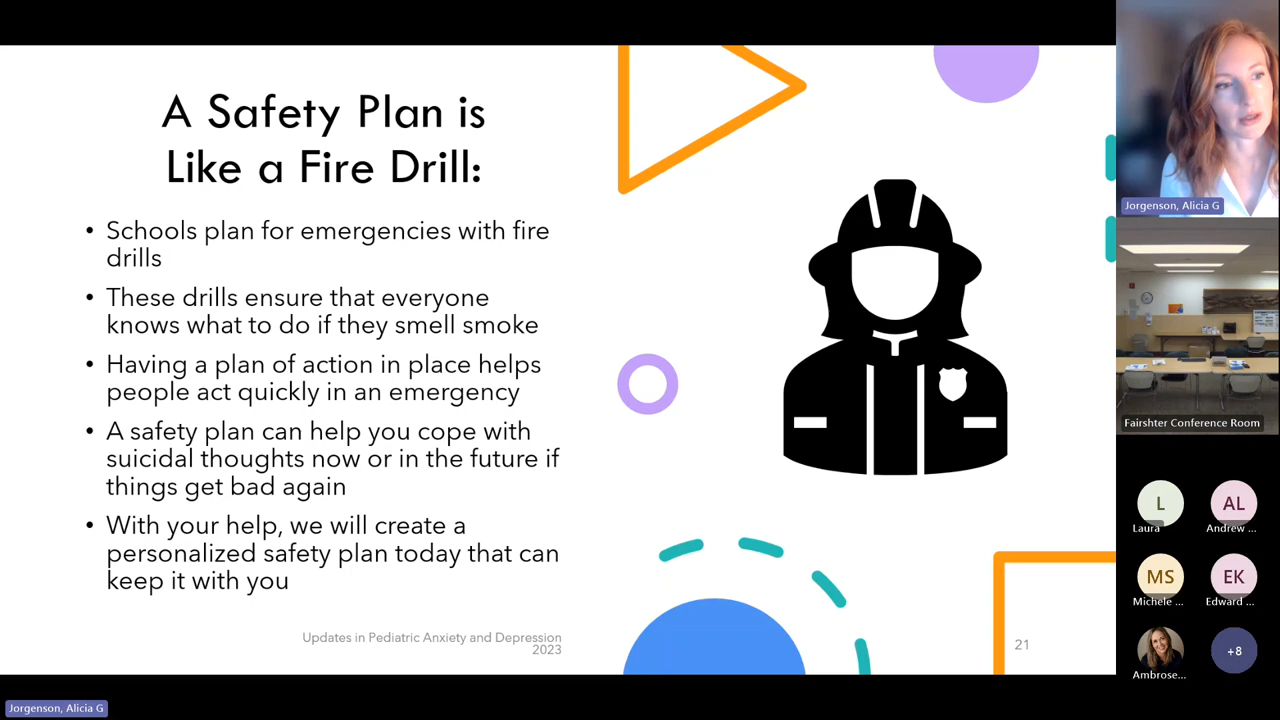 A Safety Plan is
Like a Fire Drill:
• Schools plan for emergencies with fire
drills
• These drills ensure that everyone
knows what to do if they smell smoke
• Having a plan of action in place helps
people act quickly in an emergency
• A safety plan can help you cope with
suicidal thoughts now or in the future if
things get bad again
• With your help, we will create a
personalized safety plan today that can
keep it with you
Updates in Pediatric Anxiety and Depression
2023
21
Jorgenson, Alicia G
Fairshter Conference Room
L
Laura
AL
Andrew ...
MS
Michele ...
EK
Edward ...
Ambrose...
+8
Jorgenson, Alicia G